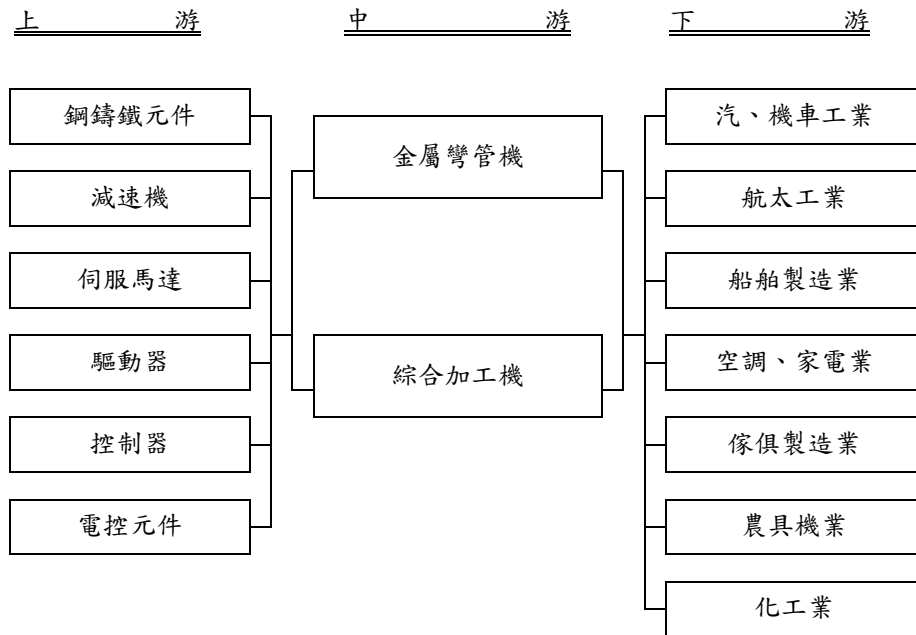 上游
中游
下游
鋼鑄鐵元件
減速機
伺服馬達
驅動器
控制器
電控元件
金屬彎管機
綜合加工機
汽、機車工業
航太工業
船舶製造業
空調、家電業
傢俱製造業
農具機業
化工業